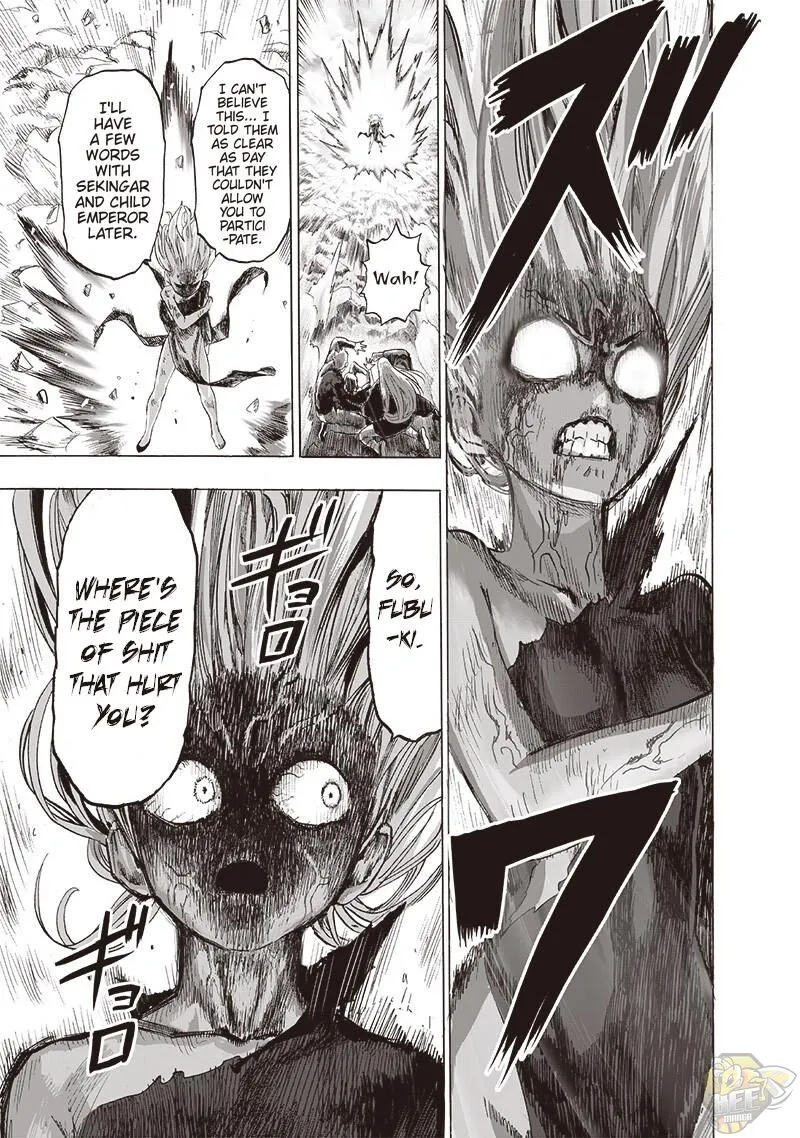 ズ
ワ
Wah!
I CAN'T
BELIEVE
THIS... I
TOLD THEM
AS CLEAR
AS DAY
THAT THEY
COULDN'T
ALLOW
YOU TO
PARTICI
-PATE.
I'LL
HAVE
A FEW
WORDS
WITH
SEKINGAR
AND CHILD
EMPEROR
LATER.
SO,
FUBU
-KI.
ギョロ
WHERE'S
THE PIECE
OF SHIT
THAT HURT
YOU?
ギョロ
MANGA